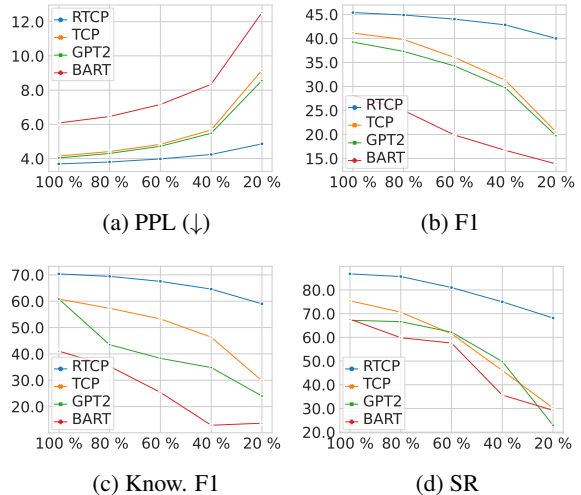 12.0
10.0
8.0
6.0
4.0
RTCP
TCP
GPT2
BART
100 % 80 % 60 % 40 % 20 %
(a) PPL (↓)
45.0
40.0
35.0
30.0
25.0
20.0
15.0
RTCP
TCP
GPT2
BART
100 % 80 % 60 % 40 % 20 %
(b) F1
70.0
60.0
50.0
40.0
30.0
20.0
RTCP
TCP
GPT2
BART
100 % 80 % 60 % 40 % 20 %
(c) Know. F1
80.0
70.0
60.0
50.0
40.0
30.0
20.0
RTCP
TCP
GPT2
BART
100 % 80 % 60 % 40 % 20 %
(d) SR